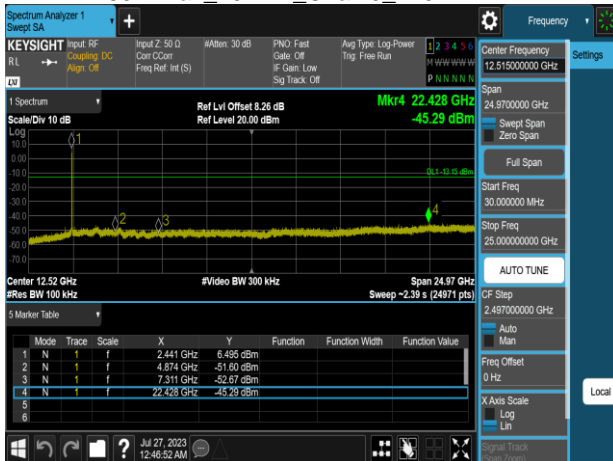 Spectrum Analyzer 1
Swept SA
Frequency
KEYSIGHT
RL
LXI
Input: RF
Coupling: DC
Align: Off
Input Z: 50 Ω
Corr CCorr
Freq Ref: Int (S)
#Atten: 30 dB
PNO: Fast
Gate: Off
IF Gain: Low
Sig Track: Off
Avg Type: Log-Power
Trig: Free Run
1 2 3 4 5 6
M W W W W W
P N N N N N
1 Spectrum
Scale/Div 10 dB
Ref Lvl Offset 8.26 dB
Ref Level 20.00 dBm
Mkr4 22.428 GHz
-45.29 dBm
Log
10.0
0.00
-10.0
-20.0
-30.0
-40.0
-50.0
-60.0
-70.0
1
2
3
4
DL1 -13.15 dBm
Center 12.52 GHz
#Res BW 100 kHz
#Video BW 300 kHz
Span 24.97 GHz
Sweep ~2.39 s (24971 pts)
5 Marker Table
Mode Trace Scale X Y Function Function Width Function Value
1 N 1 f 2.441 GHz 6.495 dBm
2 N 1 f 4.874 GHz -51.60 dBm
3 N 1 f 7.311 GHz -52.67 dBm
4 N 1 f 22.428 GHz -45.29 dBm
5
6
Jul 27, 2023
12:46:52 AM
Center Frequency
12.515000000 GHz
Settings
Span
24.9700000 GHz
Swept Span
Zero Span
Full Span
Start Freq
30.000000 MHz
Stop Freq
25.000000000 GHz
AUTO TUNE
CF Step
2.497000000 GHz
Auto
Man
Freq Offset
0 Hz
Local
X Axis Scale
Log
Lin
Signal Track
(Span Zoom)